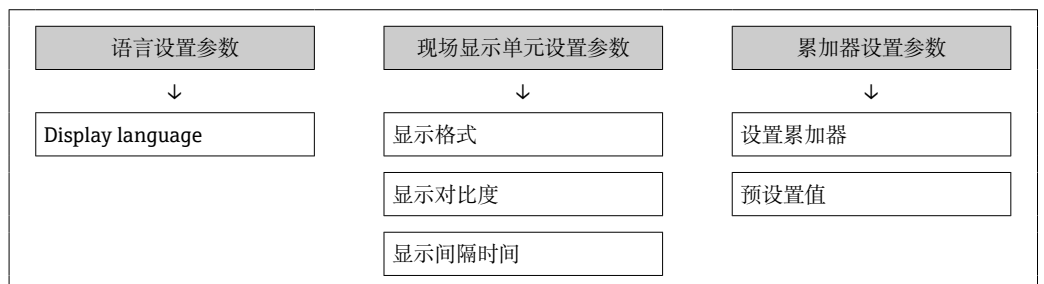 语言设置参数
现场显示单元设置参数
累加器设置参数
Display language
显示格式
设置累加器
显示对比度
预设置值
显示间隔时间